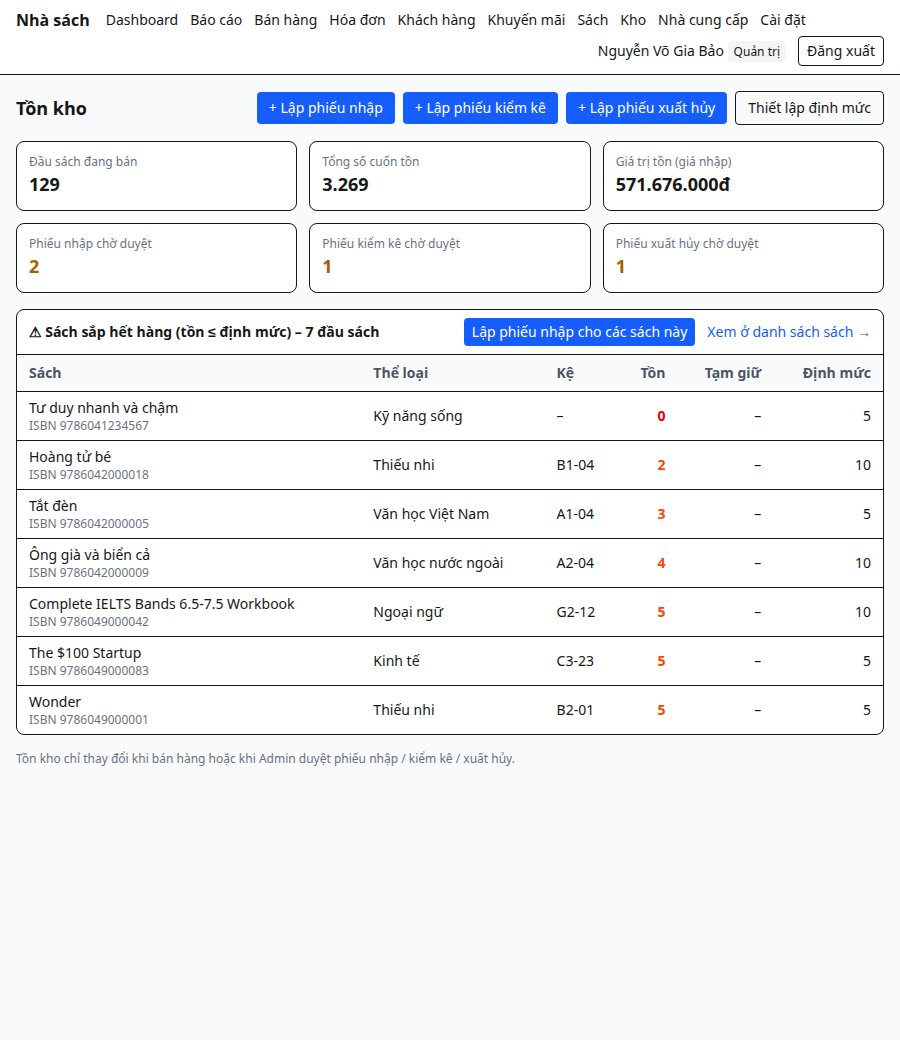 Nhà sách Dashboard Báo cáo Bán hàng Hóa đơn Khách hàng Khuyến mãi Sách Kho Nhà cung cấp Cài đặt
Nguyễn Võ Gia Bảo Quản trị Đăng xuất
Tồn kho + Lập phiếu nhập + Lập phiếu kiểm kê + Lập phiếu xuất hủy Thiết lập định mức
Đầu sách đang bán
129
Tổng số cuốn tồn
3.269
Giá trị tồn (giá nhập)
571.676.000đ
Phiếu nhập chờ duyệt
2
Phiếu kiểm kê chờ duyệt
1
Phiếu xuất hủy chờ duyệt
1
⚠ Sách sắp hết hàng (tồn ≤ định mức) – 7 đầu sách Lập phiếu nhập cho các sách này Xem ở danh sách sách →
Sách Thể loại Kệ Tồn Tạm giữ Định mức
Tư duy nhanh và chậm
ISBN 9786041234567
Kỹ năng sống – 0 – 5
Hoàng tử bé
ISBN 9786042000018
Thiếu nhi B1-04 2 – 10
Tắt đèn
ISBN 9786042000005
Văn học Việt Nam A1-04 3 – 5
Ông già và biển cả
ISBN 9786042000009
Văn học nước ngoài A2-04 4 – 10
Complete IELTS Bands 6.5-7.5 Workbook
ISBN 9786049000042
Ngoại ngữ G2-12 5 – 10
The $100 Startup
ISBN 9786049000083
Kinh tế C3-23 5 – 5
Wonder
ISBN 9786049000001
Thiếu nhi B2-01 5 – 5
Tồn kho chỉ thay đổi khi bán hàng hoặc khi Admin duyệt phiếu nhập / kiểm kê / xuất hủy.